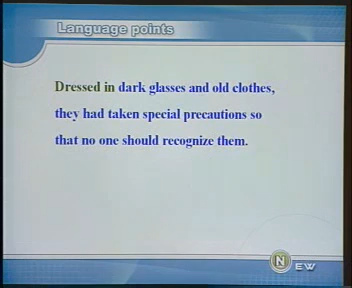 Language points
Dressed in dark glasses and old clothes,
they had taken special precautions so
that no one should recognize them.
N EW